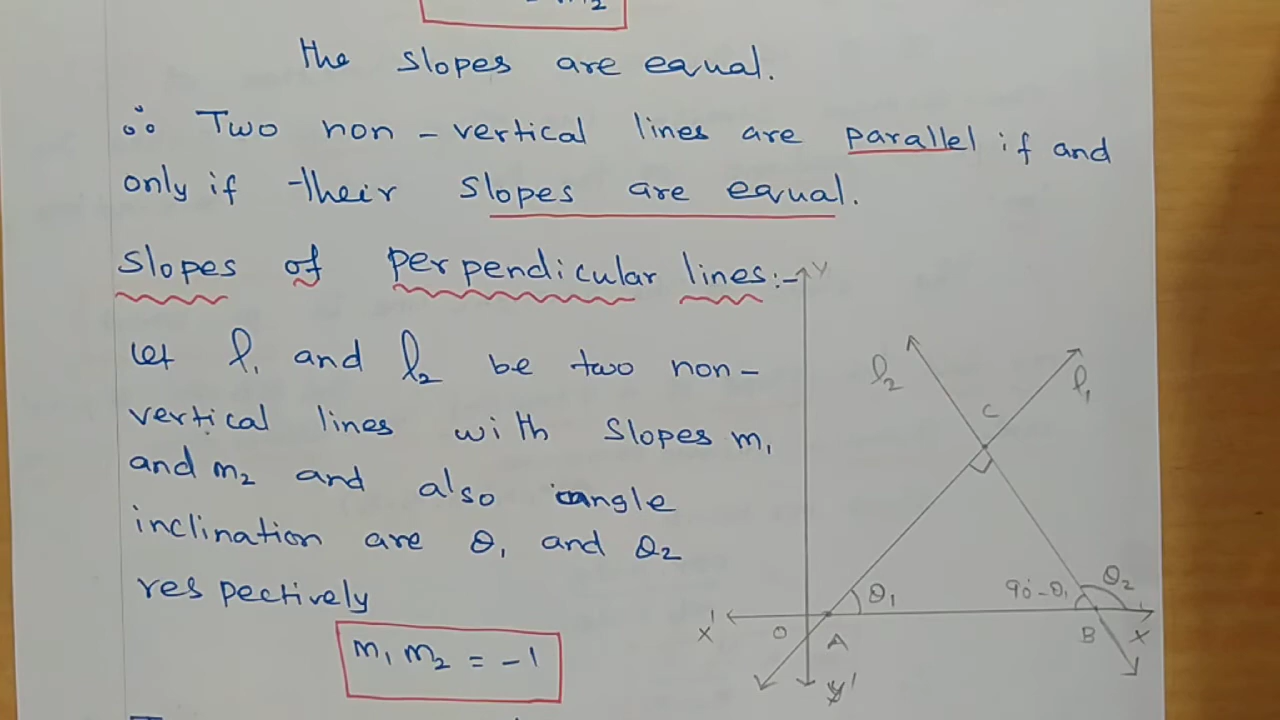 the slopes are equal.
∴ Two non-vertical lines are parallel if and
only if their slopes are equal.
Slopes of perpendicular lines:-
Let l₁ and l₂ be two non-
vertical lines with slopes m₁
and m₂ and also angle
inclination are θ₁ and θ₂
respectively
m₁ m₂ = -1
Y
l₂
l₁
C
θ₁
90°-θ₁
θ₂
X'
O
A
B
X
y'